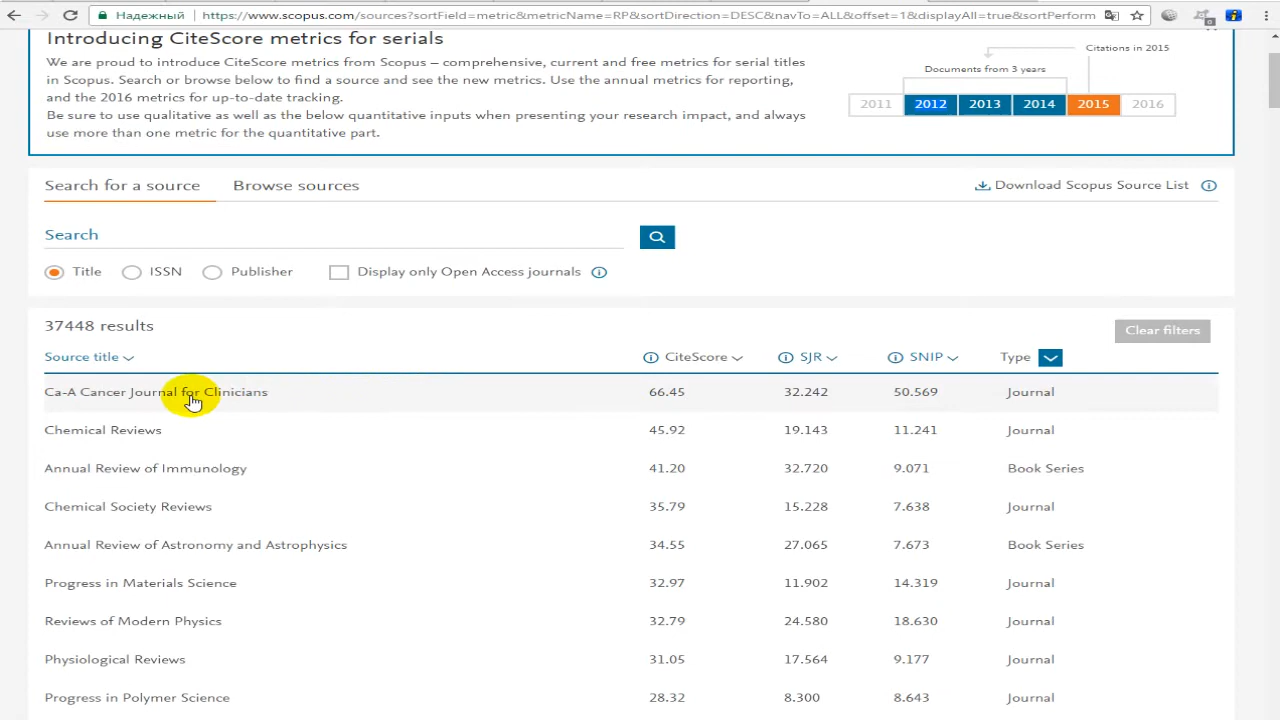 Надежный
https://www.scopus.com/sources?sortField=metric&metricName=RP&sortDirection=DESC&navTo=ALL&offset=1&displayAll=true&sortPerform
Introducing CiteScore metrics for serials
We are proud to introduce CiteScore metrics from Scopus – comprehensive, current and free metrics for serial titles
in Scopus. Search or browse below to find a source and see the new metrics. Use the annual metrics for reporting,
and the 2016 metrics for up-to-date tracking.
Be sure to use qualitative as well as the below quantitative inputs when presenting your research impact, and always
use more than one metric for the quantitative part.
Citations in 2015
Documents from 3 years
2011 2012 2013 2014 2015 2016
Search for a source Browse sources Download Scopus Source List
Search
Title ISSN Publisher Display only Open Access journals
37448 results Clear filters
Source title CiteScore SJR SNIP Type
Ca-A Cancer Journal for Clinicians 66.45 32.242 50.569 Journal
Chemical Reviews 45.92 19.143 11.241 Journal
Annual Review of Immunology 41.20 32.720 9.071 Book Series
Chemical Society Reviews 35.79 15.228 7.638 Journal
Annual Review of Astronomy and Astrophysics 34.55 27.065 7.673 Book Series
Progress in Materials Science 32.97 11.902 14.319 Journal
Reviews of Modern Physics 32.79 24.580 18.630 Journal
Physiological Reviews 31.05 17.564 9.177 Journal
Progress in Polymer Science 28.32 8.300 8.643 Journal